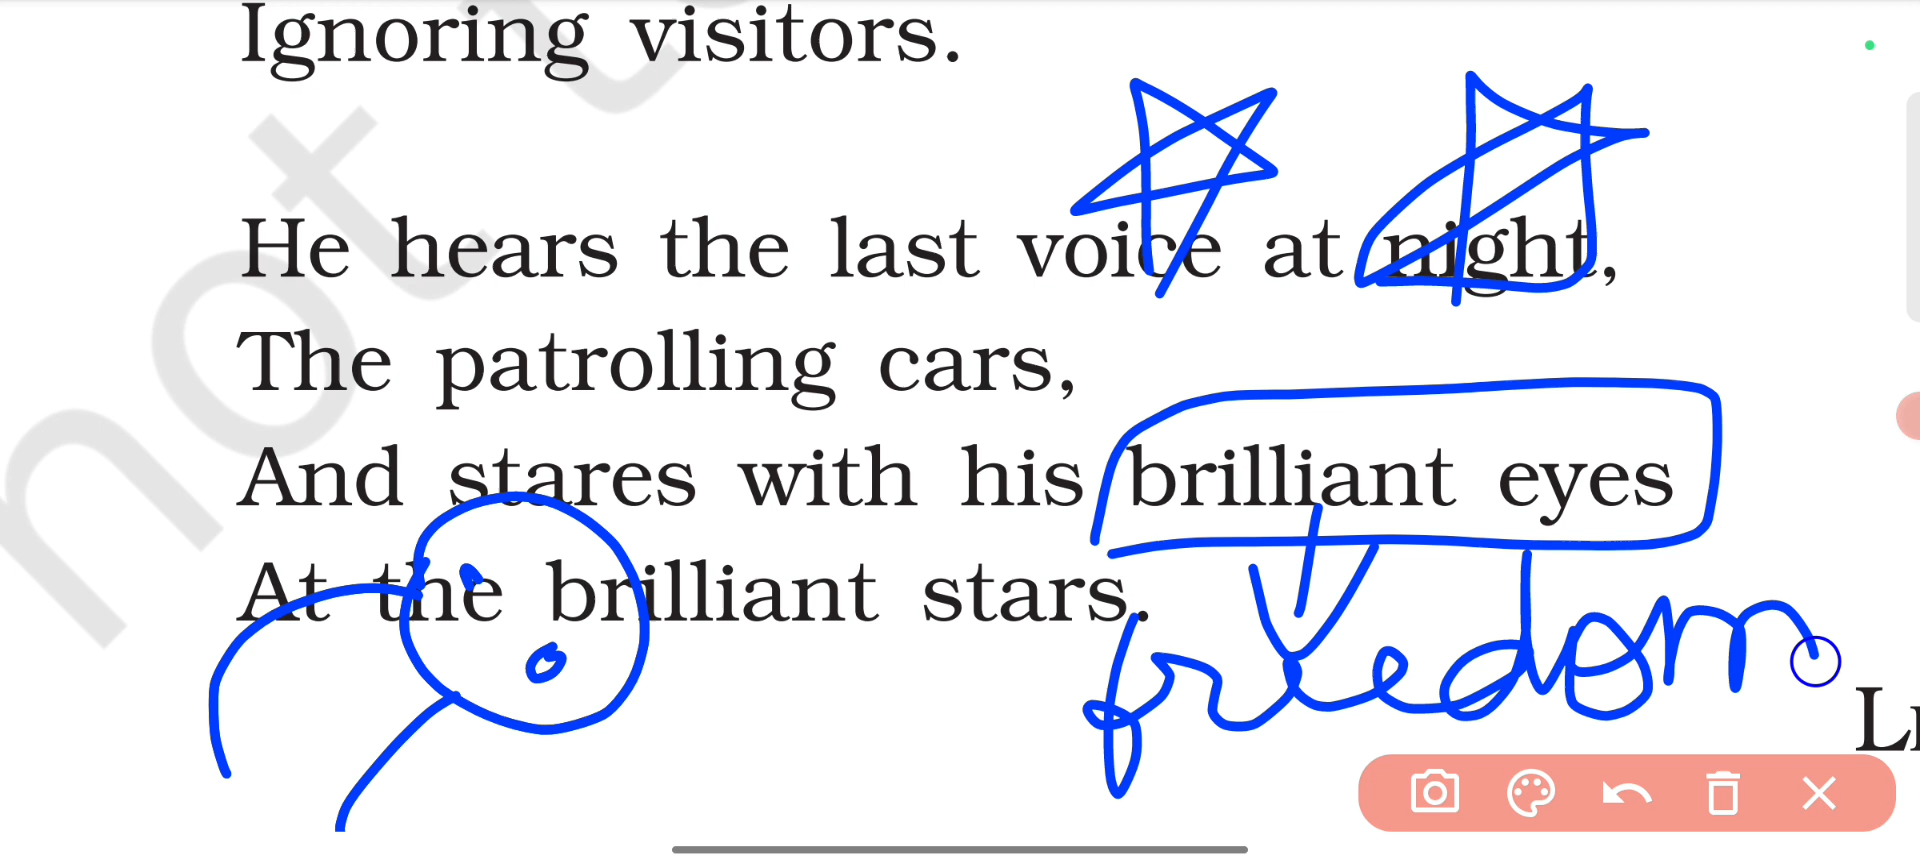 Ignoring visitors.
He hears the last voice at night,
The patrolling cars,
And stares with his brilliant eyes
At the brilliant stars.
freedom
not